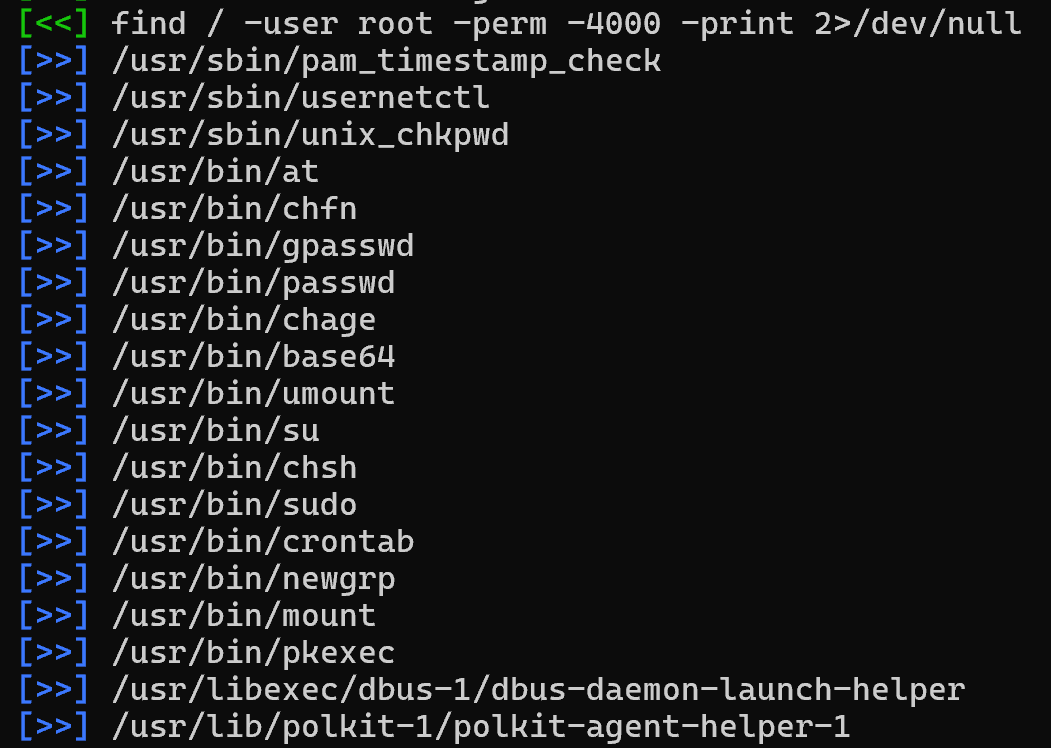 [<<] find / -user root -perm -4000 -print 2>/dev/null
[>>] /usr/sbin/pam_timestamp_check
[>>] /usr/sbin/usernetctl
[>>] /usr/sbin/unix_chkpwd
[>>] /usr/bin/at
[>>] /usr/bin/chfn
[>>] /usr/bin/gpasswd
[>>] /usr/bin/passwd
[>>] /usr/bin/chage
[>>] /usr/bin/base64
[>>] /usr/bin/umount
[>>] /usr/bin/su
[>>] /usr/bin/chsh
[>>] /usr/bin/sudo
[>>] /usr/bin/crontab
[>>] /usr/bin/newgrp
[>>] /usr/bin/mount
[>>] /usr/bin/pkexec
[>>] /usr/libexec/dbus-1/dbus-daemon-launch-helper
[>>] /usr/lib/polkit-1/polkit-agent-helper-1